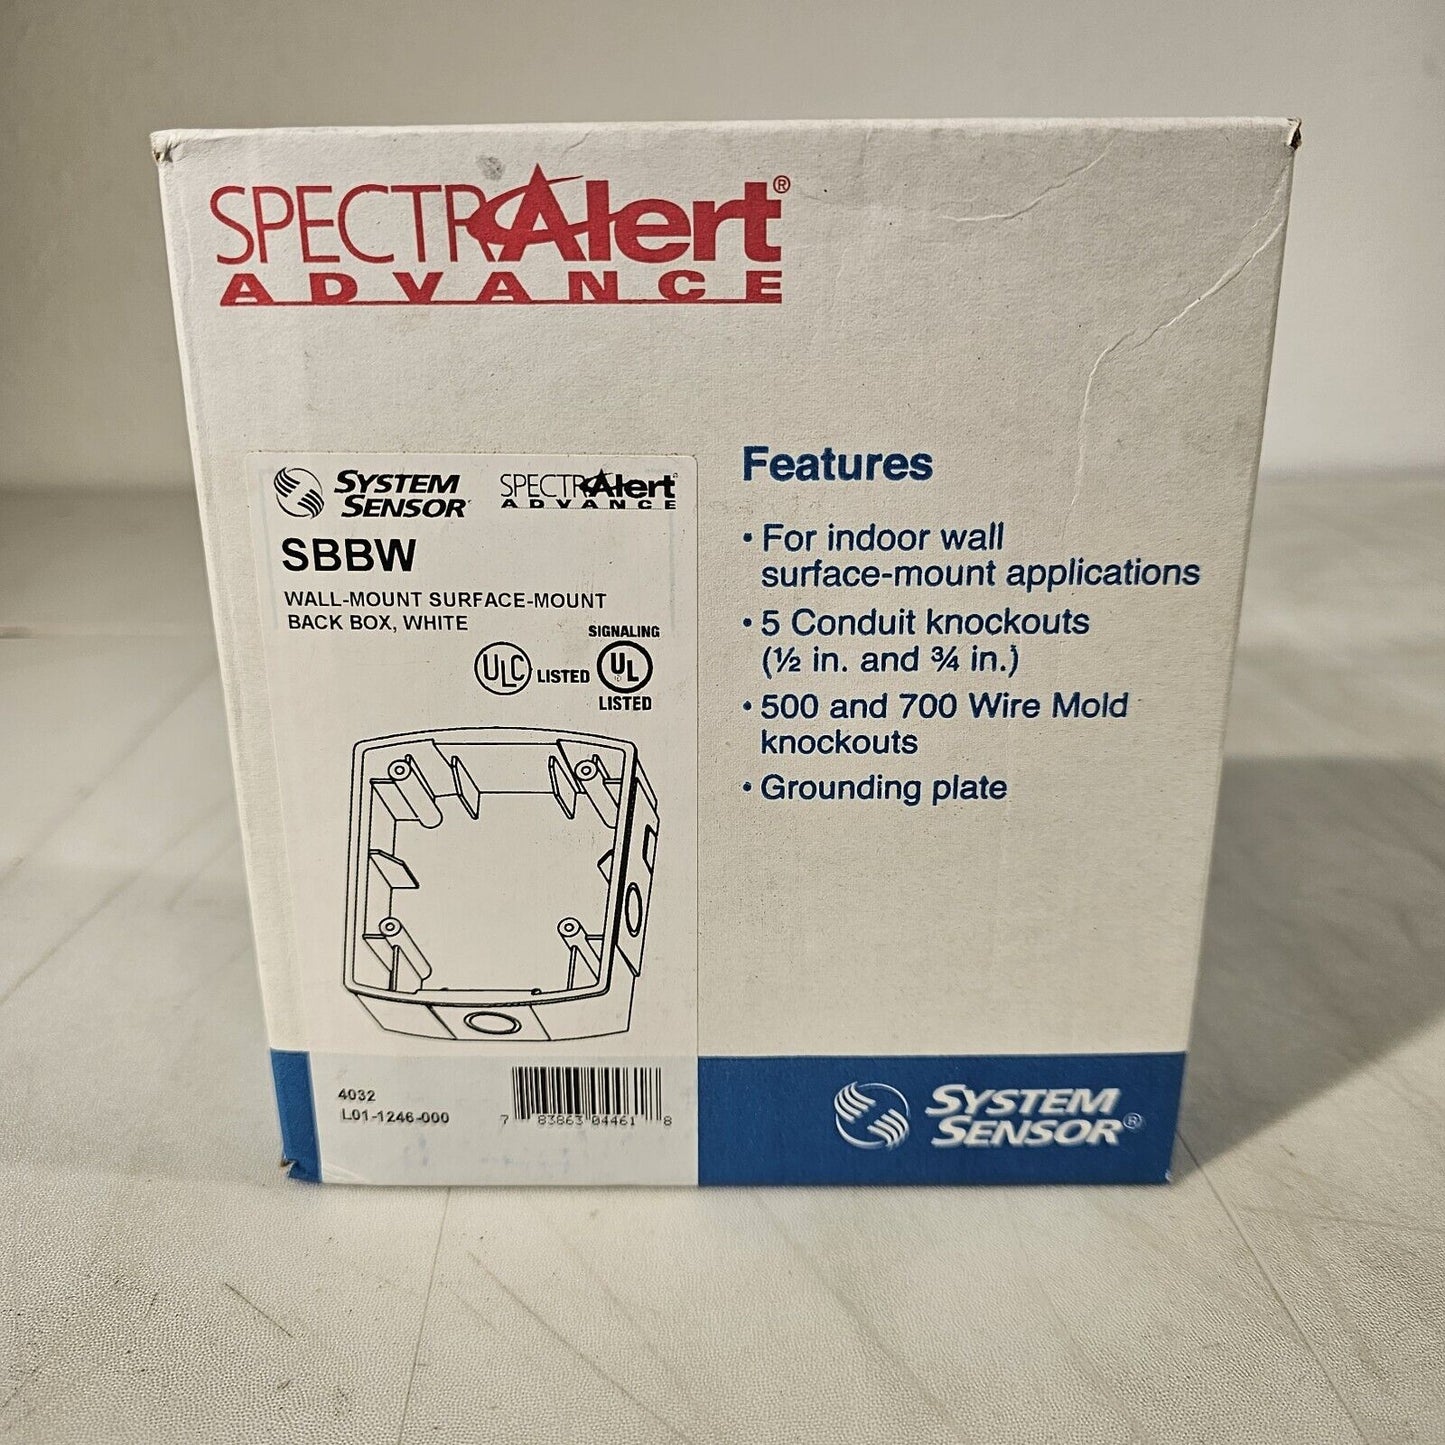 SPECTRAlert®
ADVANCE
SYSTEM
SENSOR
SPECTRAlert
ADVANCE
SBBW
WALL-MOUNT SURFACE-MOUNT
BACK BOX, WHITE
ULC LISTED
SIGNALING
UL
LISTED
4032
L01-1246-000
7 83863 04461 8
Features
• For indoor wall
surface-mount applications
• 5 Conduit knockouts
(½ in. and ¾ in.)
• 500 and 700 Wire Mold
knockouts
• Grounding plate
SYSTEM
SENSOR®